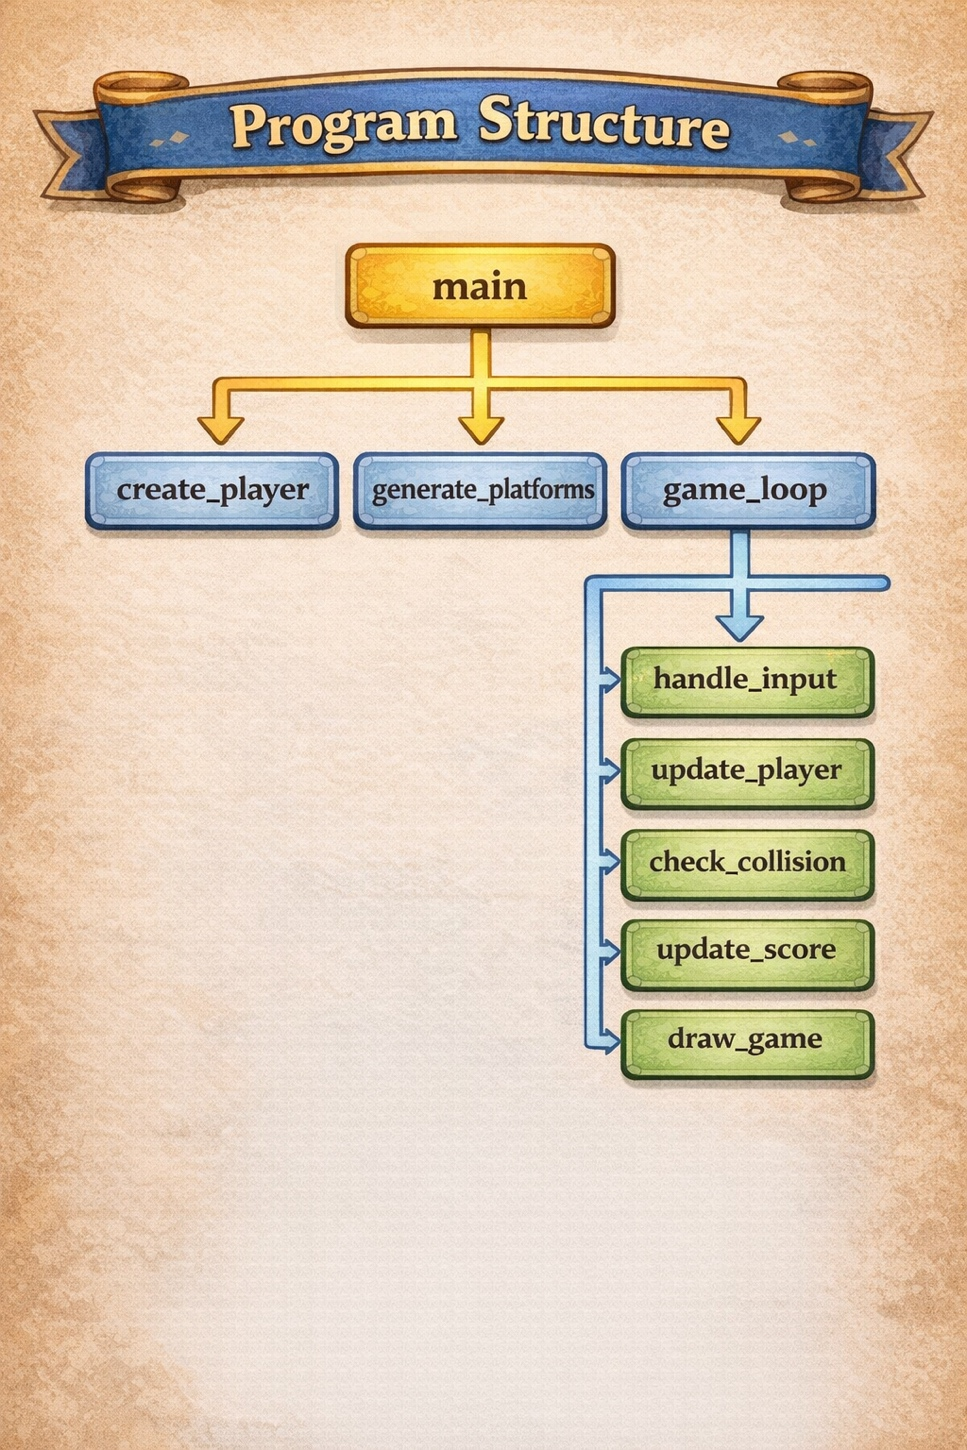 Program Structure
main
create_player
generate_platforms
game_loop
handle_input
update_player
check_collision
update_score
draw_game